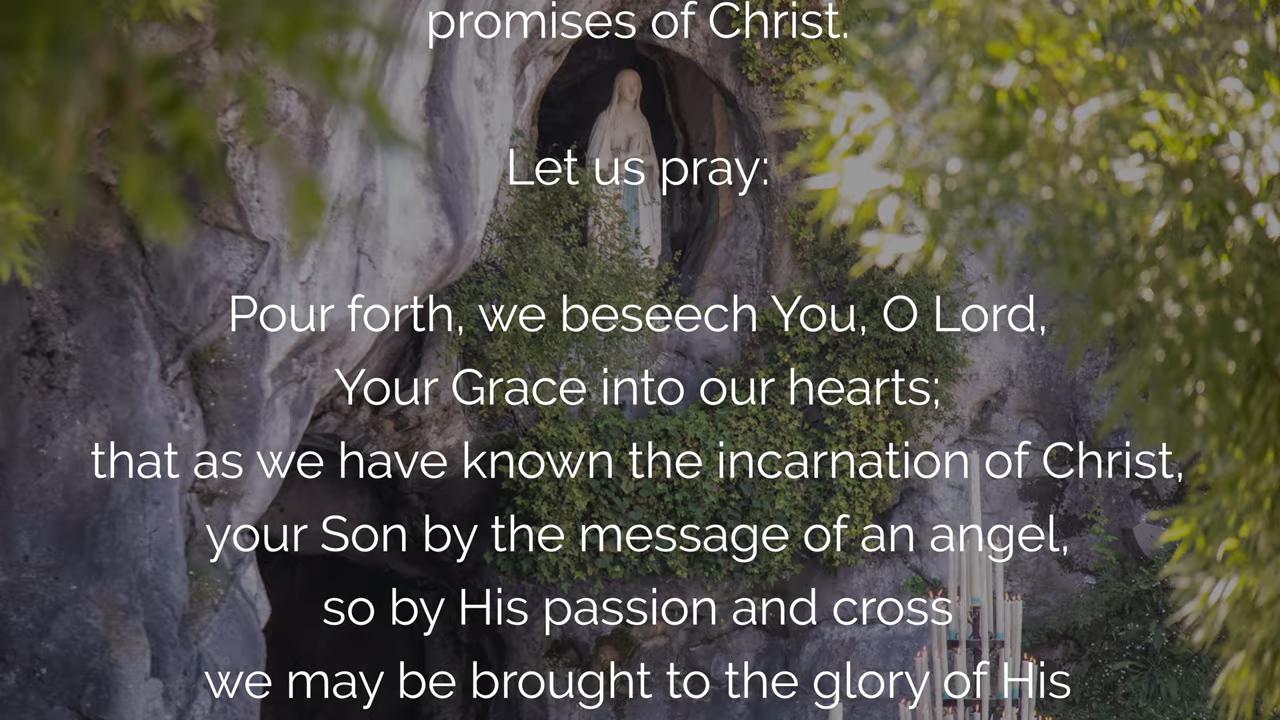 promises of Christ.
Let us pray:
Pour forth, we beseech You, O Lord,
Your Grace into our hearts;
that as we have known the incarnation of Christ,
your Son by the message of an angel,
so by His passion and cross
we may be brought to the glory of His